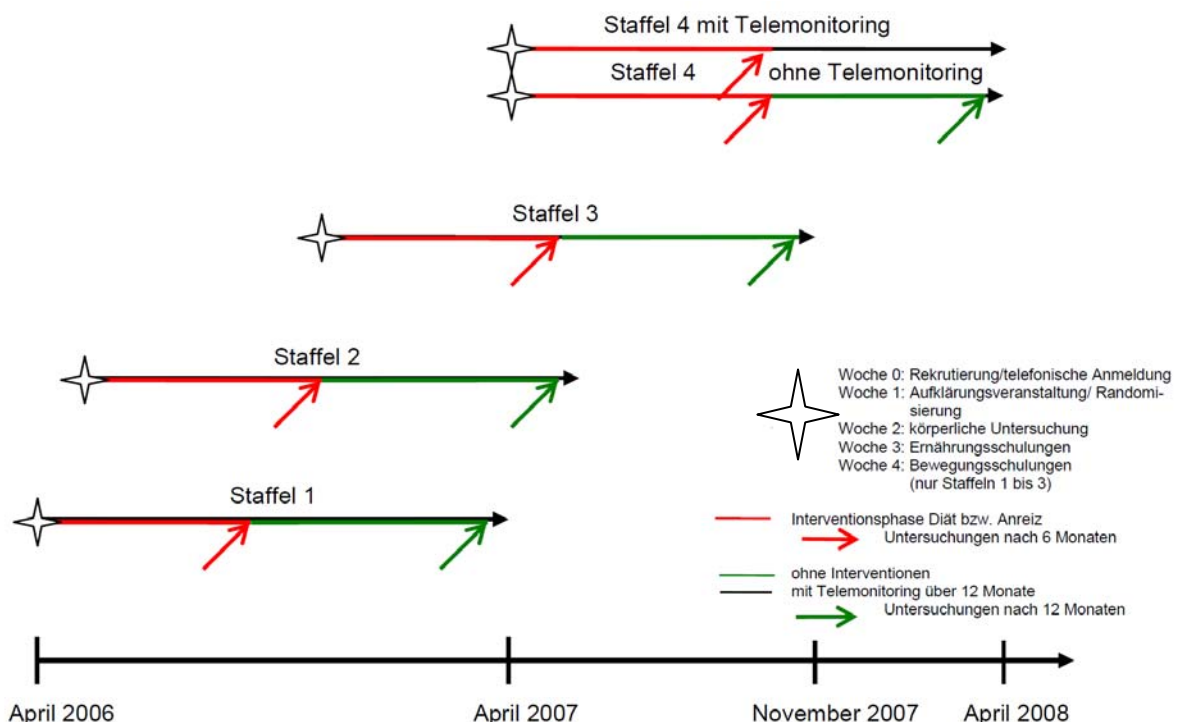 Staffel 4 mit Telemonitoring
Staffel 4 ohne Telemonitoring
Staffel 3
Staffel 2
Staffel 1
Woche 0: Rekrutierung/telefonische Anmeldung
Woche 1: Aufklärungsveranstaltung/ Randomi-
sierung
Woche 2: körperliche Untersuchung
Woche 3: Ernährungsschulungen
Woche 4: Bewegungsschulungen
(nur Staffeln 1 bis 3)
Interventionsphase Diät bzw. Anreiz
Untersuchungen nach 6 Monaten
ohne Interventionen
mit Telemonitoring über 12 Monate
Untersuchungen nach 12 Monaten
April 2006 April 2007 November 2007 April 2008